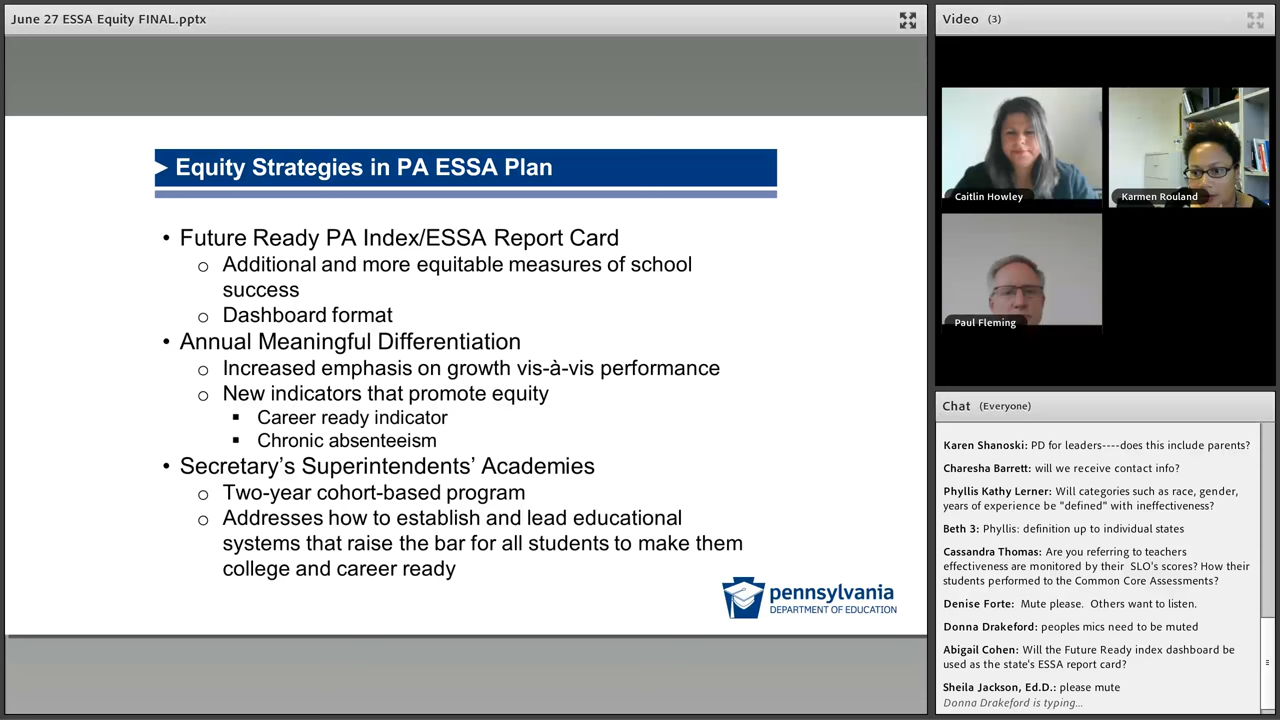 June 27 ESSA Equity FINAL.pptx
Equity Strategies in PA ESSA Plan
• Future Ready PA Index/ESSA Report Card
o Additional and more equitable measures of school
success
o Dashboard format
• Annual Meaningful Differentiation
o Increased emphasis on growth vis-à-vis performance
o New indicators that promote equity
▪ Career ready indicator
▪ Chronic absenteeism
• Secretary's Superintendents' Academies
o Two-year cohort-based program
o Addresses how to establish and lead educational
systems that raise the bar for all students to make them
college and career ready
pennsylvania
DEPARTMENT OF EDUCATION
Video (3)
Caitlin Howley
Karmen Rouland
Paul Fleming
Chat (Everyone)
Karen Shanoski: PD for leaders----does this include parents?
Charesha Barrett: will we receive contact info?
Phyllis Kathy Lerner: Will categories such as race, gender,
years of experience be "defined" with ineffectiveness?
Beth 3: Phyllis: definition up to individual states
Cassandra Thomas: Are you referring to teachers
effectiveness are monitored by their SLO's scores? How their
students performed to the Common Core Assessments?
Denise Forte: Mute please. Others want to listen.
Donna Drakeford: peoples mics need to be muted
Abigail Cohen: Will the Future Ready index dashboard be
used as the state's ESSA report card?
Sheila Jackson, Ed.D.: please mute
Donna Drakeford is typing...